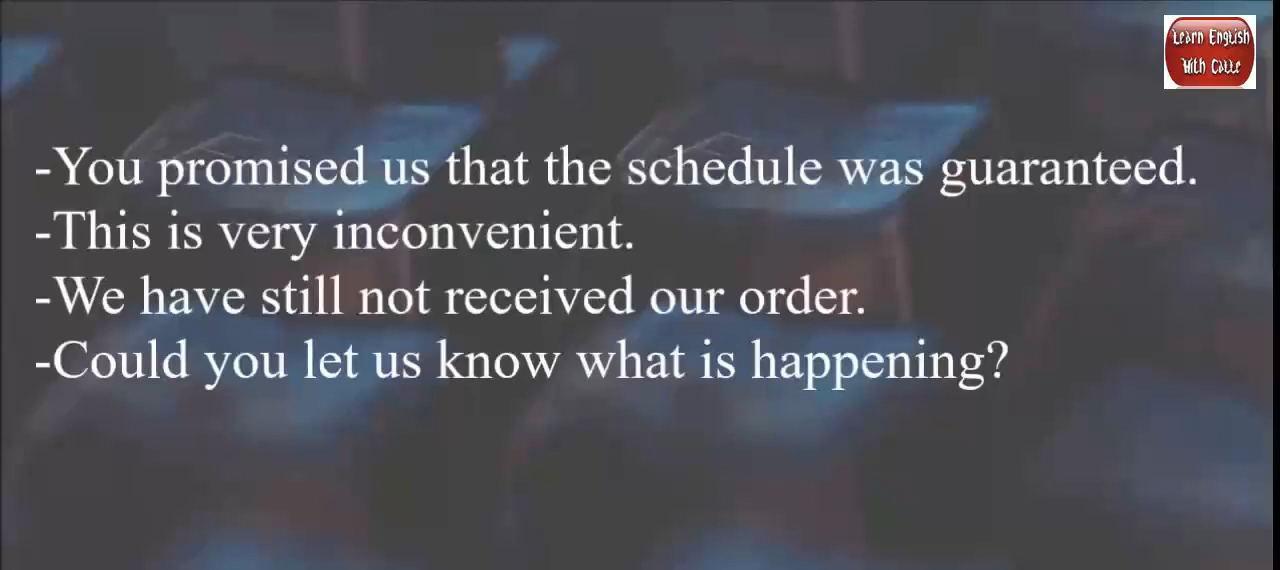 Learn English
With Catte
-You promised us that the schedule was guaranteed.
-This is very inconvenient.
-We have still not received our order.
-Could you let us know what is happening?